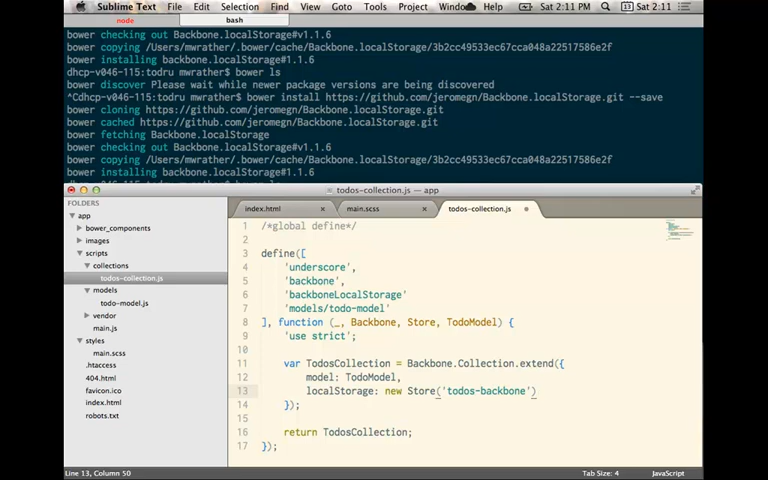 Sublime Text File Edit Selection Find View Goto Tools Project Window Help Sat 2:11 PM 13 Sat 2:11
node bash
bower checking out Backbone.localStorage#v1.1.6
bower copying /Users/mwrather/.bower/cache/Backbone.localStorage/3b2cc49533ec67cca048a22517586e2f
bower installing backbone.localStorage#1.1.6
dhcp-v046-115:todru mwrather$ bower ls
bower discover Please wait while newer package versions are being discovered
^Cdhcp-v046-115:todru mwrather$ bower install https://github.com/jeromegn/Backbone.localStorage.git --save
bower cloning https://github.com/jeromegn/Backbone.localStorage.git
bower cached https://github.com/jeromegn/Backbone.localStorage.git
bower fetching Backbone.localStorage
bower checking out Backbone.localStorage#v1.1.6
bower copying /Users/mwrather/.bower/cache/Backbone.localStorage/3b2cc49533ec67cca048a22517586e2f
bower installing backbone.localStorage#1.1.6
todos-collection.js — app
FOLDERS
app
bower_components
images
scripts
collections
todos-collection.js
models
todo-model.js
vendor
main.js
styles
main.scss
.htaccess
404.html
favicon.ico
index.html
robots.txt
index.html main.scss todos-collection.js
1 /*global define*/
2
3 define([
4 'underscore',
5 'backbone',
6 'backboneLocalStorage'
7 'models/todo-model'
8 ], function (_, Backbone, Store, TodoModel) {
9 'use strict';
10
11 var TodosCollection = Backbone.Collection.extend({
12 model: TodoModel,
13 localStorage: new Store('todos-backbone')
14 });
15
16 return TodosCollection;
17 });
Line 13, Column 50 Tab Size: 4 JavaScript